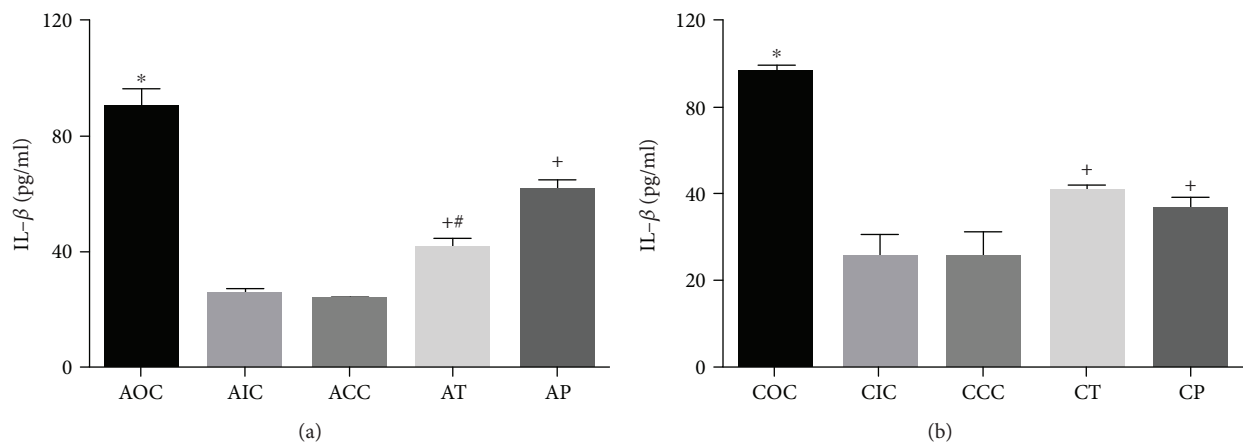 120
80
40
0
IL–β (pg/ml)
*
+#
+
AOC AIC ACC AT AP
(a)
120
80
40
20
0
IL–β (pg/ml)
*
+
+
COC CIC CCC CT CP
(b)